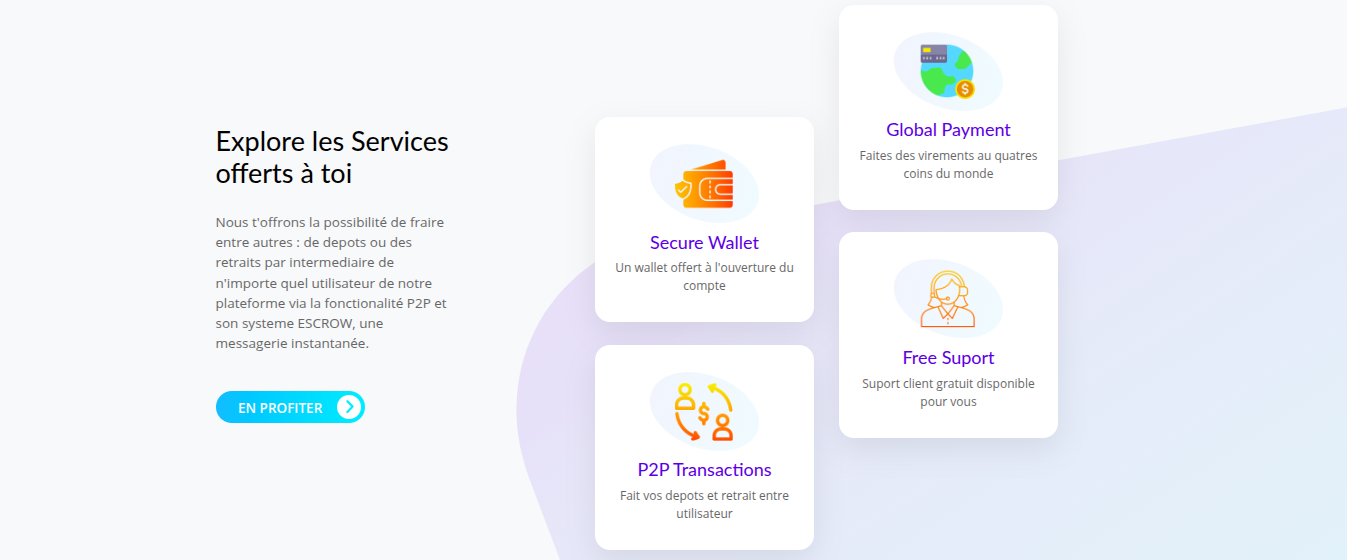 Explore les Services
offerts à toi
Nous t'offrons la possibilité de fraire
entre autres : de depots ou des
retraits par intermediaire de
n'importe quel utilisateur de notre
plateforme via la fonctionalité P2P et
son systeme ESCROW, une
messagerie instantanée.
EN PROFITER
Secure Wallet
Un wallet offert à l'ouverture du
compte
P2P Transactions
Fait vos depots et retrait entre
utilisateur
Global Payment
Faites des virements au quatres
coins du monde
Free Suport
Suport client gratuit disponible
pour vous